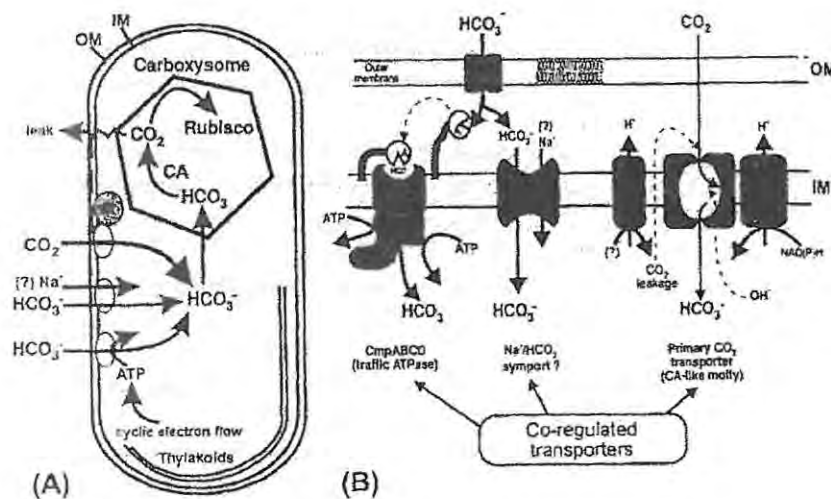 IM
OM
Carboxysome
leak
CO2
Rubisco
CA
HCO3
CO2
(?) Na+
HCO3-
HCO3-
HCO3-
ATP
cyclic electron flow
Thylakoids
(A)
HCO3-
CO2
OM
Outer
membrane
HCO3-
(?)
Na+
H+
H+
IM
ATP
ATP
(?)
CO2
leakage
NAD(P)H
OH-
HCO3
HCO3-
HCO3-
CmpABCD
(traffic ATPase)
Na+/HCO3-
symport ?
Primary CO2
transporter
(CA-like moity)
Co-regulated
transporters
(B)